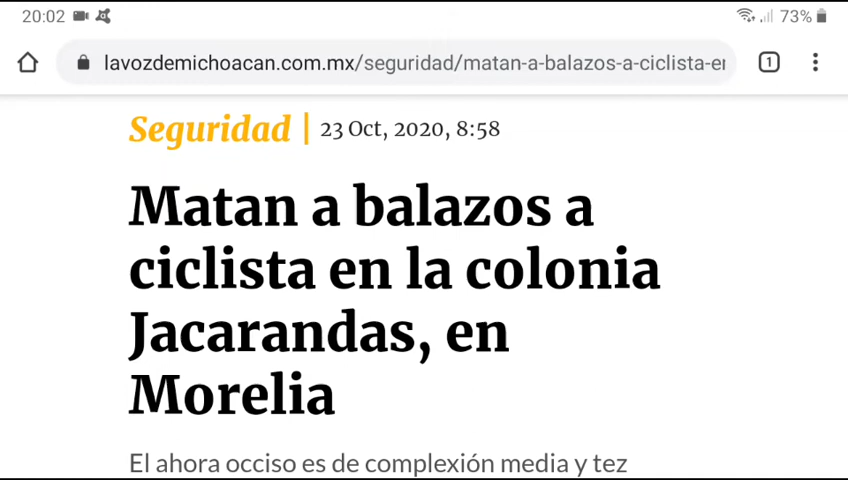 20:02 73%
lavozdemichoacan.com.mx/seguridad/matan-a-balazos-a-ciclista-en 1
Seguridad | 23 Oct, 2020, 8:58
Matan a balazos a
ciclista en la colonia
Jacarandas, en
Morelia
El ahora occiso es de complexión media y tez